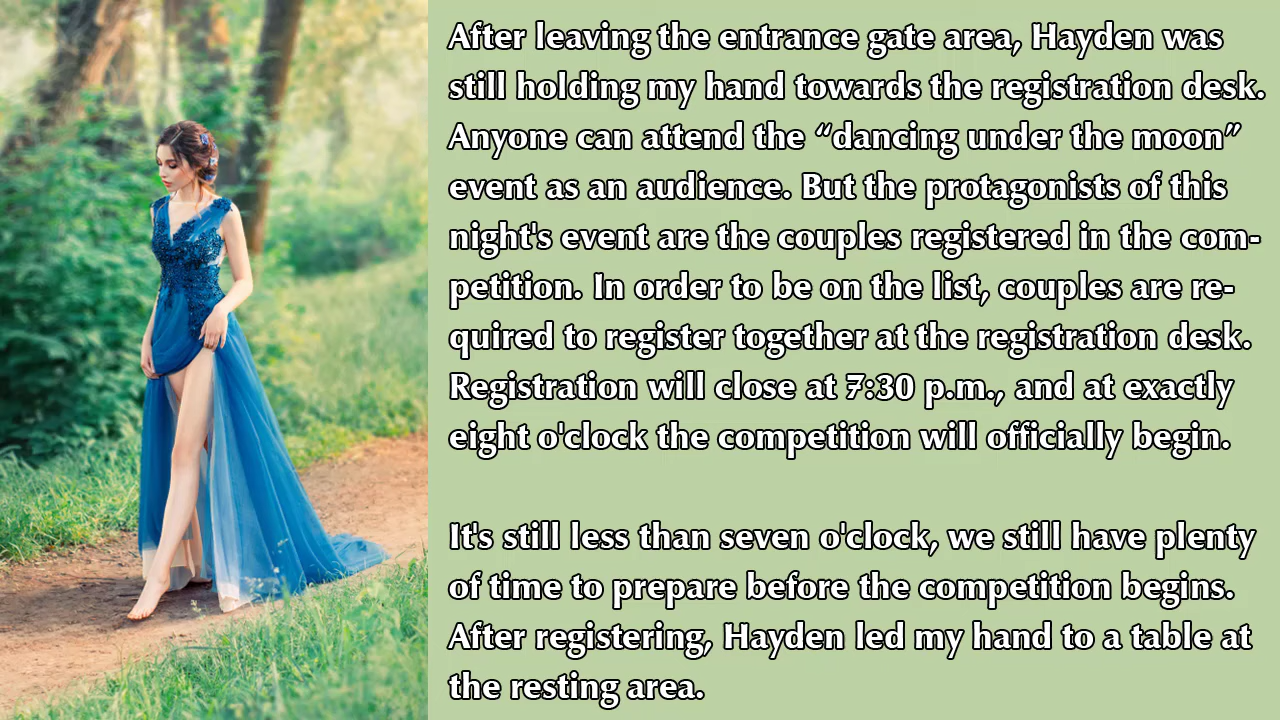 After leaving the entrance gate area, Hayden was
still holding my hand towards the registration desk.
Anyone can attend the “dancing under the moon”
event as an audience. But the protagonists of this
night's event are the couples registered in the com-
petition. In order to be on the list, couples are re-
quired to register together at the registration desk.
Registration will close at 7:30 p.m., and at exactly
eight o'clock the competition will officially begin.
It's still less than seven o'clock, we still have plenty
of time to prepare before the competition begins.
After registering, Hayden led my hand to a table at
the resting area.